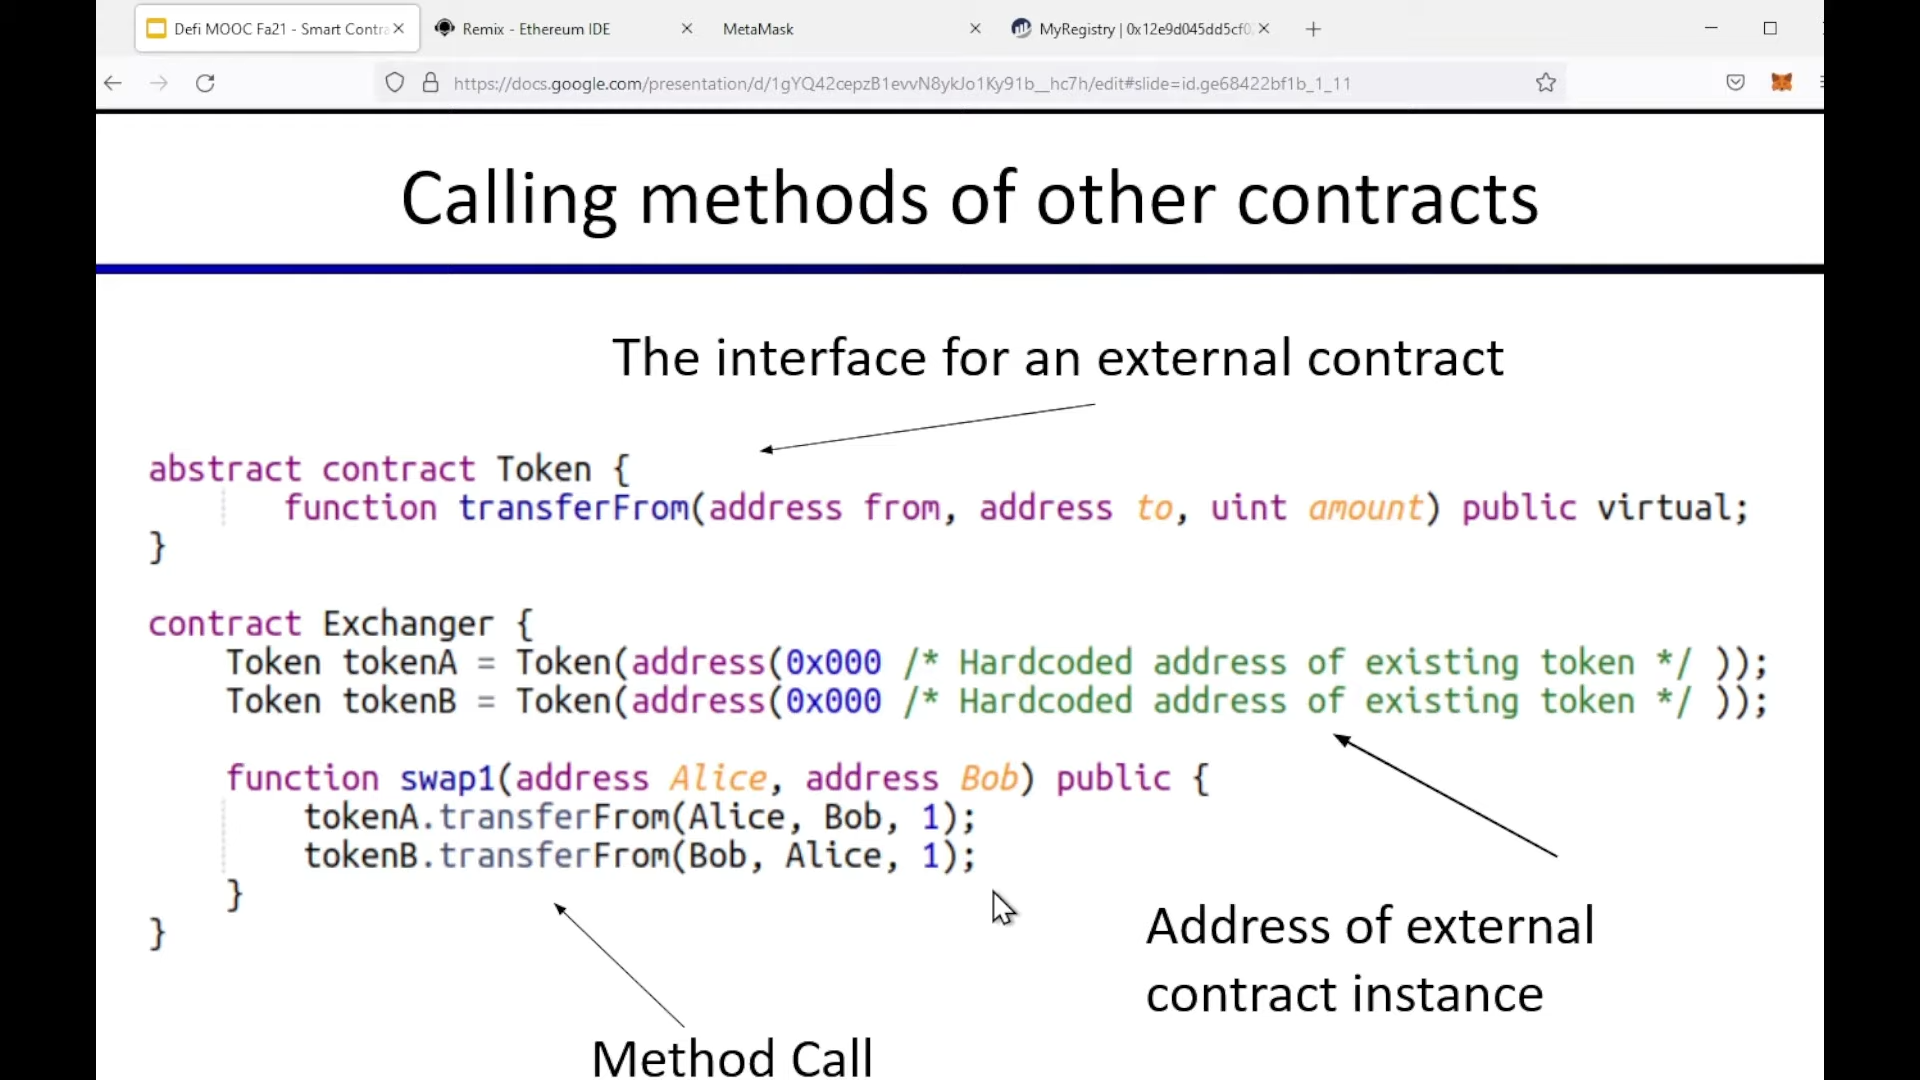 Defi MOOC Fa21 - Smart Contra
Remix - Ethereum IDE
MetaMask
MyRegistry | 0x12e9d045dd5cf0
https://docs.google.com/presentation/d/1gYQ42cepzB1evvN8ykJo1Ky91b__hc7h/edit#slide=id.ge68422bf1b_1_11
Calling methods of other contracts
The interface for an external contract
abstract contract Token {
function transferFrom(address from, address to, uint amount) public virtual;
}
contract Exchanger {
Token tokenA = Token(address(0x000 /* Hardcoded address of existing token */ ));
Token tokenB = Token(address(0x000 /* Hardcoded address of existing token */ ));
function swap1(address Alice, address Bob) public {
tokenA.transferFrom(Alice, Bob, 1);
tokenB.transferFrom(Bob, Alice, 1);
}
}
Address of external
contract instance
Method Call